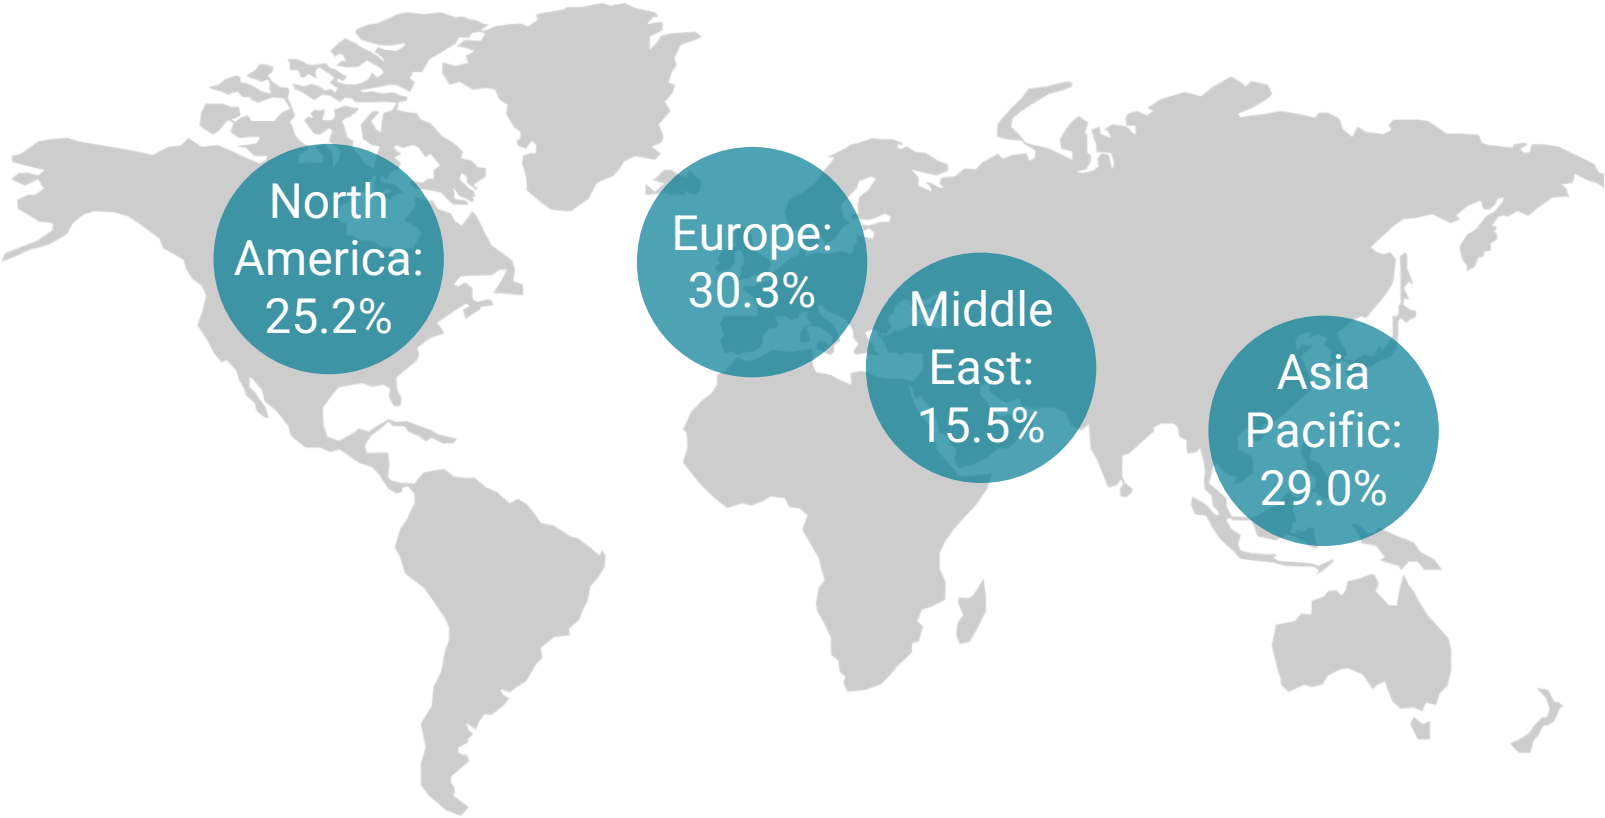 North
America:
25.2%
Europe:
30.3%
Middle
East:
15.5%
Asia
Pacific:
29.0%